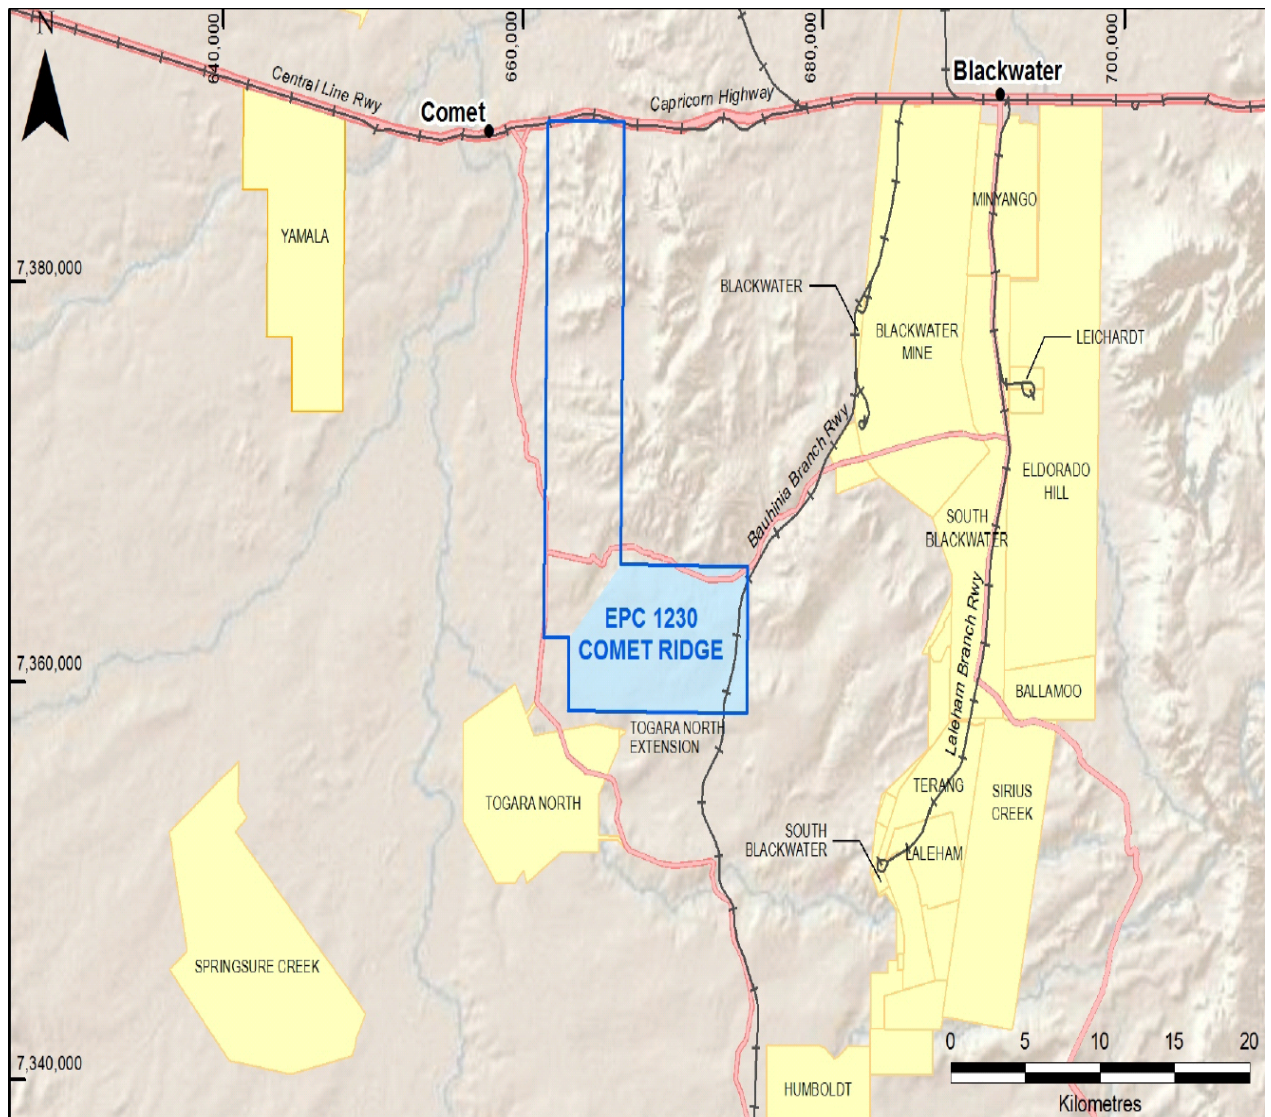 N
640,000
660,000
680,000
700,000
Central Line Rwy
Comet
Capricorn Highway
Blackwater
MINYANGO
YAMALA
7,380,000
BLACKWATER
BLACKWATER
MINE
LEICHARDT
Bauhinia Branch Rwy
ELDORADO
HILL
SOUTH
BLACKWATER
EPC 1230
COMET RIDGE
Laleham Branch Rwy
7,360,000
BALLAMOO
TOGARA NORTH
EXTENSION
TERANG
SIRIUS
CREEK
TOGARA NORTH
SOUTH
BLACKWATER
LALEHAM
SPRINGSURE CREEK
7,340,000
HUMBOLDT
0 5 10 15 20
Kilometres